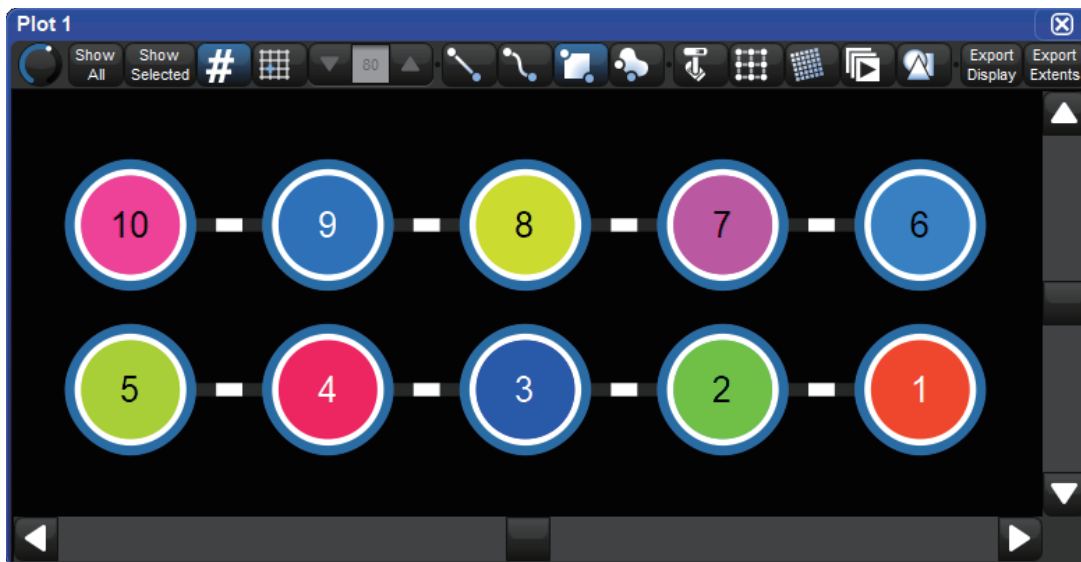 Plot 1
Show All
Show Selected
#
80
Export Display
Export Extents
10 9 8 7 6
5 4 3 2 1